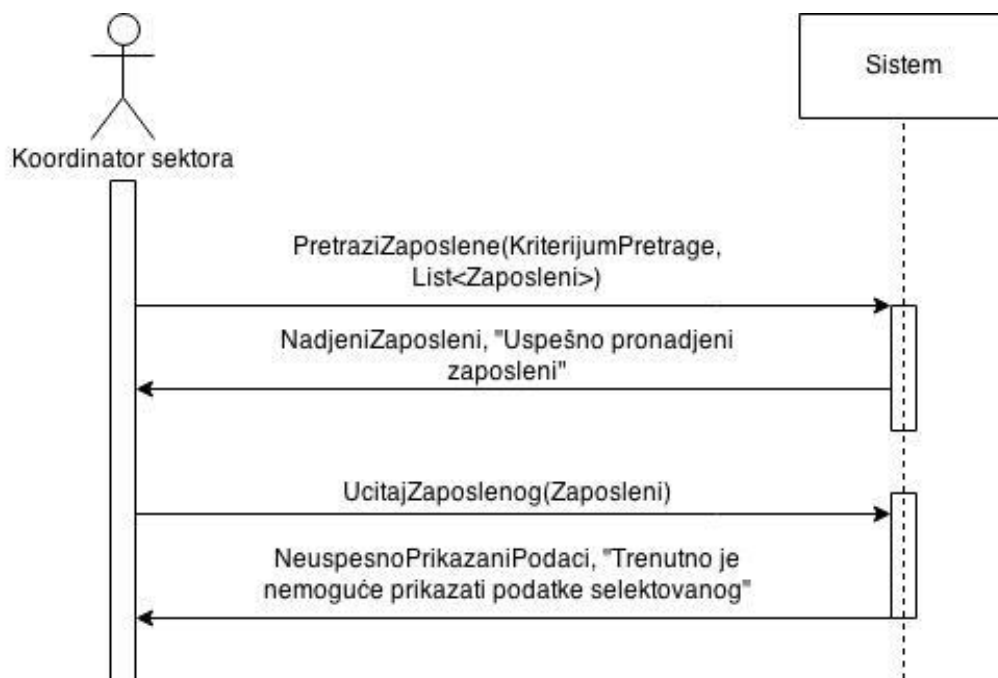 Sistem
Koordinator sektora
PretraziZaposlene(KriterijumPretrage,
List<Zaposleni>)
NadjeniZaposleni, "Uspešno pronadjeni
zaposleni"
UcitajZaposlenog(Zaposleni)
NeuspesnoPrikazaniPodaci, "Trenutno je
nemoguće prikazati podatke selektovanog"